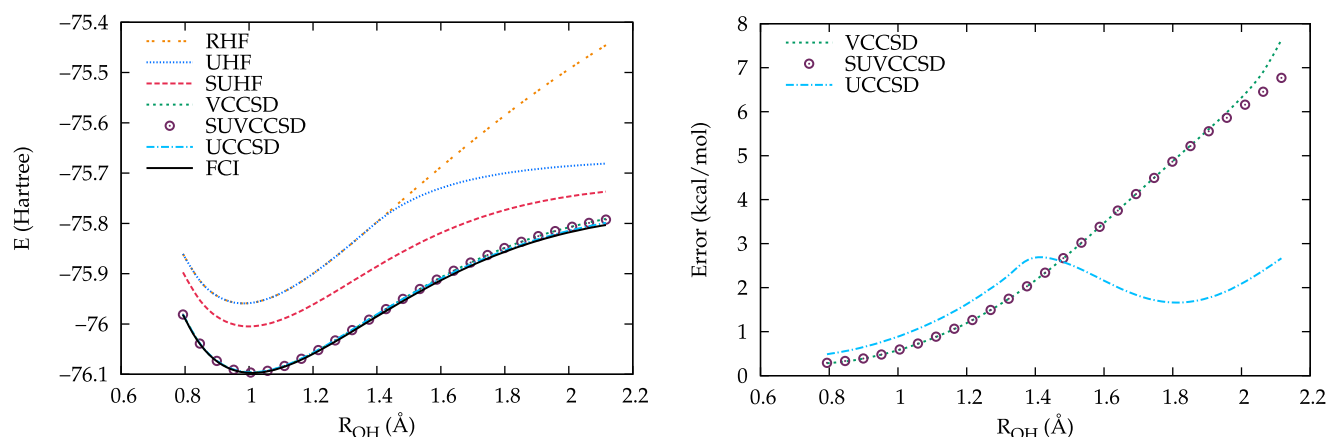 −75.4
−75.5
−75.6
−75.7
−75.8
−75.9
−76
−76.1
E (Hartree)
RHF
UHF
SUHF
VCCSD
SUVCCSD
UCCSD
FCI
0.6 0.8 1 1.2 1.4 1.6 1.8 2 2.2
R_OH (Å)
8
7
6
5
4
3
2
1
0
Error (kcal/mol)
VCCSD
SUVCCSD
UCCSD
0.6 0.8 1 1.2 1.4 1.6 1.8 2 2.2
R_OH (Å)